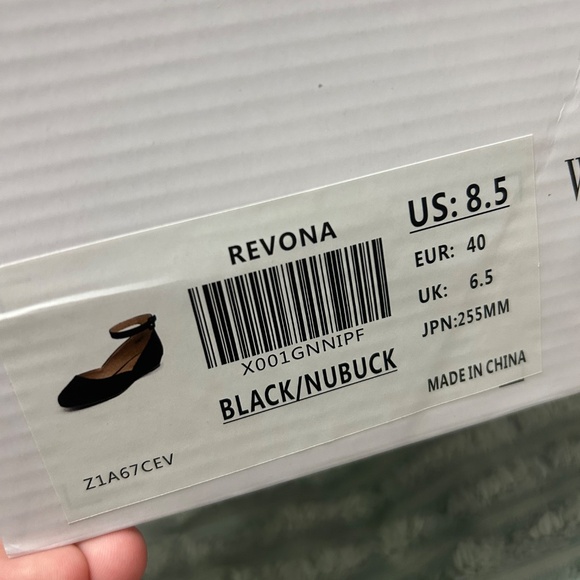 REVONA
X001GNNIPF
BLACK/NUBUCK
Z1A67CEV
US: 8.5
EUR: 40
UK: 6.5
JPN:255MM
MADE IN CHINA